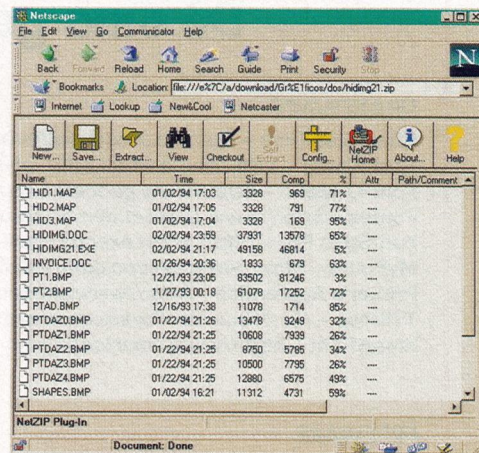 Netscape
File Edit View Go Communicator Help
Back Forward Reload Home Search Guide Print Security Stop
N
Bookmarks Location: file:///e%7C/a/download/Gr%E1ficos/dos/hidimg21.zip
Internet Lookup New&Cool Netcaster
New... Save... Extract... View Checkout Self Extract Config... NetZIP Home About... Help
Name Time Size Comp % Attr Path/Comment
HID1.MAP 01/02/94 17:03 3328 969 71% ----
HID2.MAP 01/02/94 17:05 3328 791 77% ----
HID3.MAP 01/02/94 17:04 3328 169 95% ----
HIDIMG.DOC 02/02/94 23:59 37931 13578 65% ----
HIDIMG21.EXE 02/02/94 21:17 49158 46814 5% ----
INVOICE.DOC 01/26/94 20:36 1833 679 63% ----
PT1.BMP 12/21/93 23:05 83502 81246 3% ----
PT2.BMP 11/27/93 00:18 61078 17252 72% ----
PTAD.BMP 12/16/93 17:38 11078 1714 85% ----
PTDAZ0.BMP 01/22/94 21:26 13478 9249 32% ----
PTDAZ1.BMP 01/22/94 21:25 10608 7939 26% ----
PTDAZ2.BMP 01/22/94 21:25 8750 5785 34% ----
PTDAZ3.BMP 01/22/94 21:25 10500 7795 26% ----
PTDAZ4.BMP 01/22/94 21:25 12880 6575 49% ----
SHAPES.BMP 01/02/94 16:21 11312 4731 59% ----
NetZIP Plug-In
Document: Done